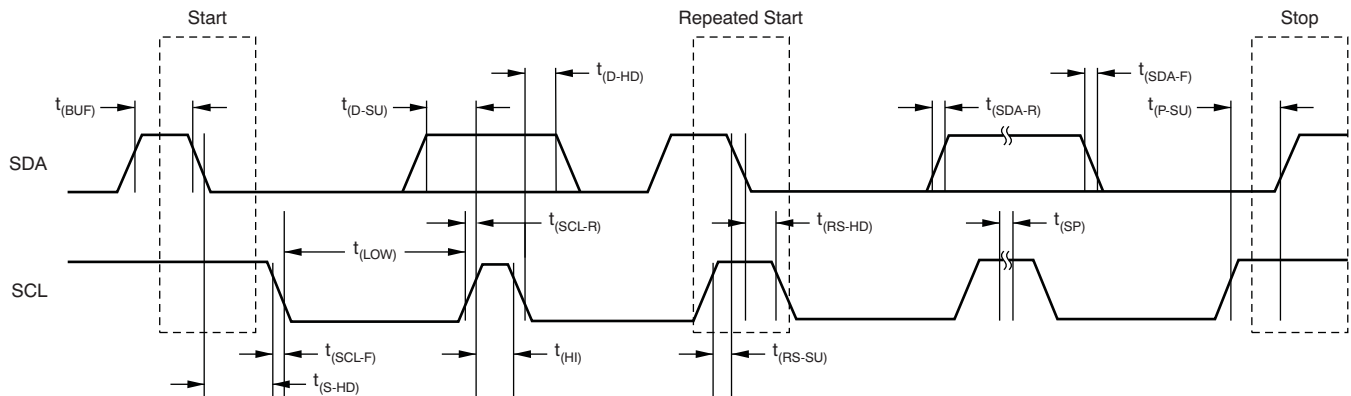 Start
Repeated Start
Stop
t(D-HD)
t(SDA-F)
t(BUF)
t(D-SU)
t(SDA-R)
t(P-SU)
SDA
t(SCL-R)
t(RS-HD)
t(SP)
t(LOW)
SCL
t(SCL-F)
t(HI)
t(RS-SU)
t(S-HD)